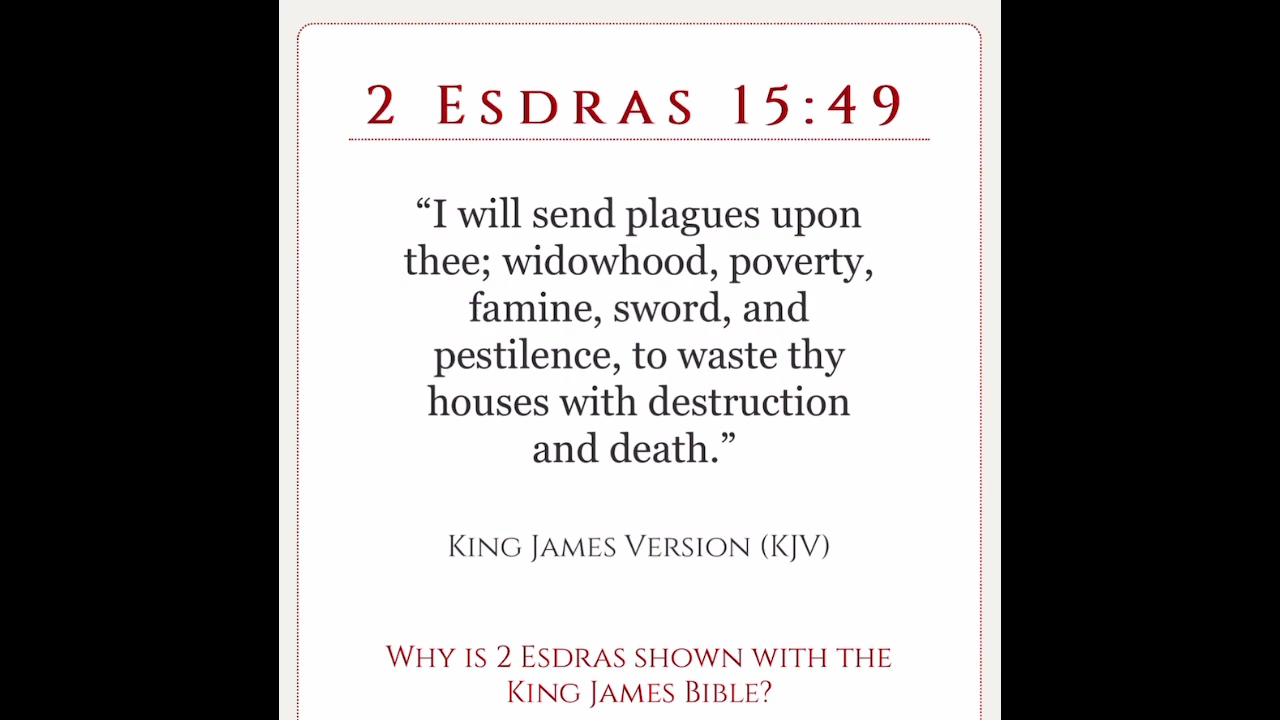 2 Esdras 15:49
“I will send plagues upon
thee; widowhood, poverty,
famine, sword, and
pestilence, to waste thy
houses with destruction
and death.”
King James Version (KJV)
Why is 2 Esdras shown with the
King James Bible?